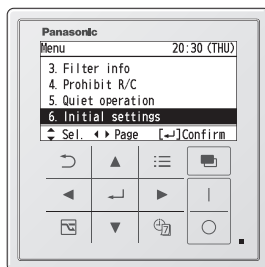 Panasonic
Menu 20:30 (THU)
3. Filter info
4. Prohibit R/C
5. Quiet operation
6. Initial settings
Sel. Page [↵]Confirm
7